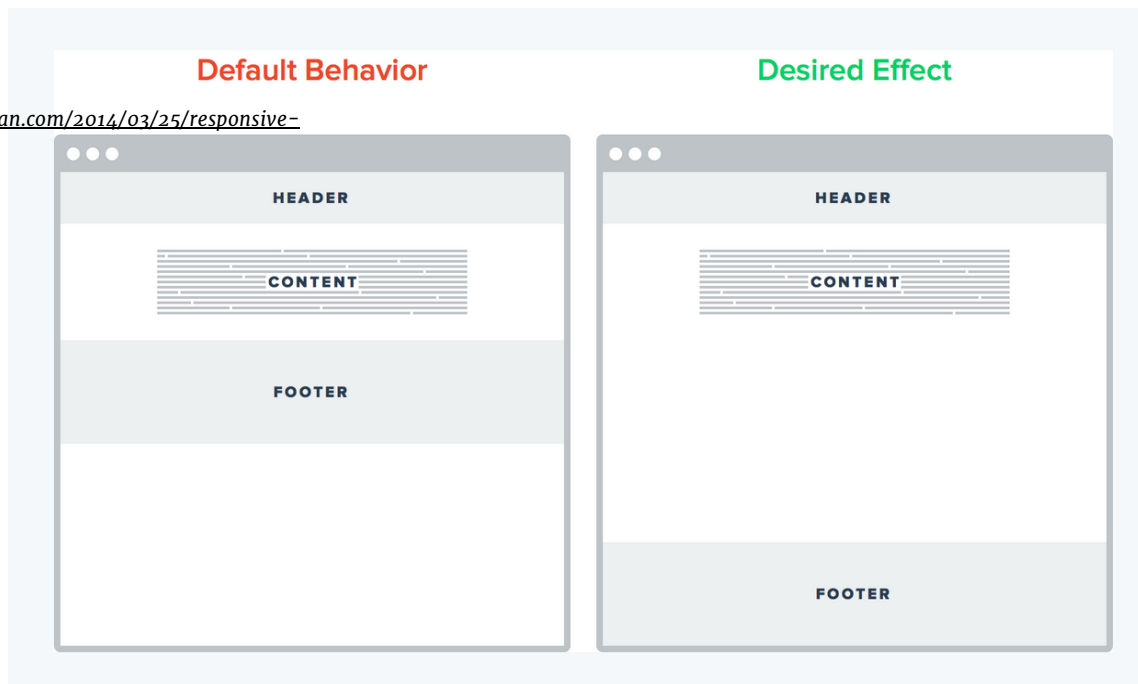 Default Behavior
Desired Effect
an.com/2014/03/25/responsive-
HEADER
CONTENT
FOOTER
HEADER
CONTENT
FOOTER